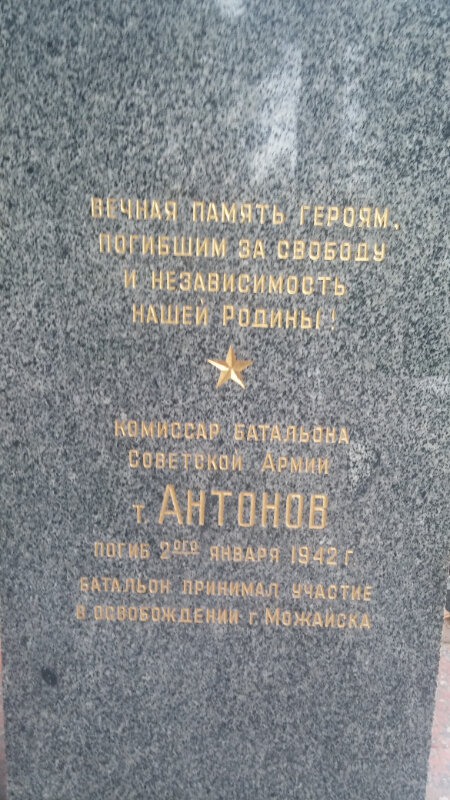 ВЕЧНАЯ ПАМЯТЬ ГЕРОЯМ,
ПОГИБШИМ ЗА СВОБОДУ
И НЕЗАВИСИМОСТЬ
НАШЕЙ РОДИНЫ!
КОМИССАР БАТАЛЬОНА
СОВЕТСКОЙ АРМИИ
т. АНТОНОВ
ПОГИБ 2ОГО ЯНВАРЯ 1942 Г.
БАТАЛЬОН ПРИНИМАЛ УЧАСТИЕ
В ОСВОБОЖДЕНИИ г. МОЖАЙСКА